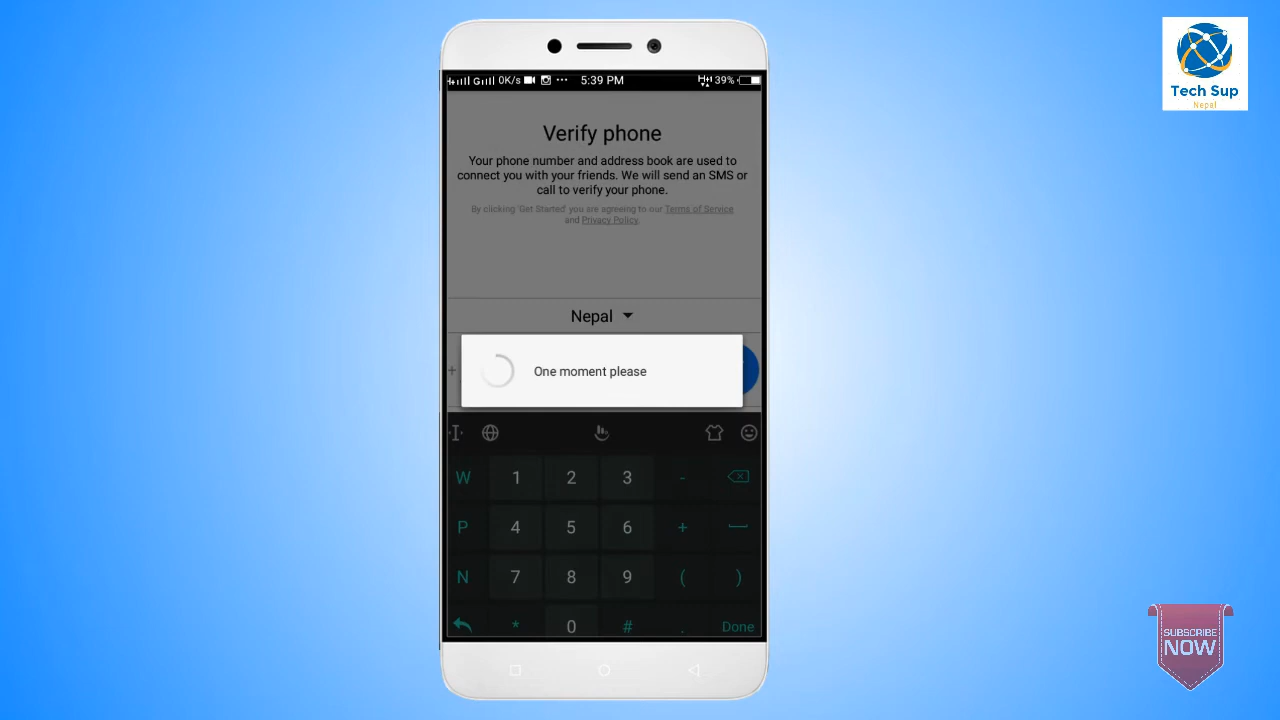 0K/s 5:39 PM 39%
Tech Sup
Nepal
Verify phone
Your phone number and address book are used to
connect you with your friends. We will send an SMS or
call to verify your phone.
By clicking 'Get Started' you are agreeing to our Terms of Service
and Privacy Policy.
Nepal
+
One moment please
W 1 2 3 -
P 4 5 6 +
N 7 8 9 ( )
* 0 # . Done
SUBSCRIBE
NOW